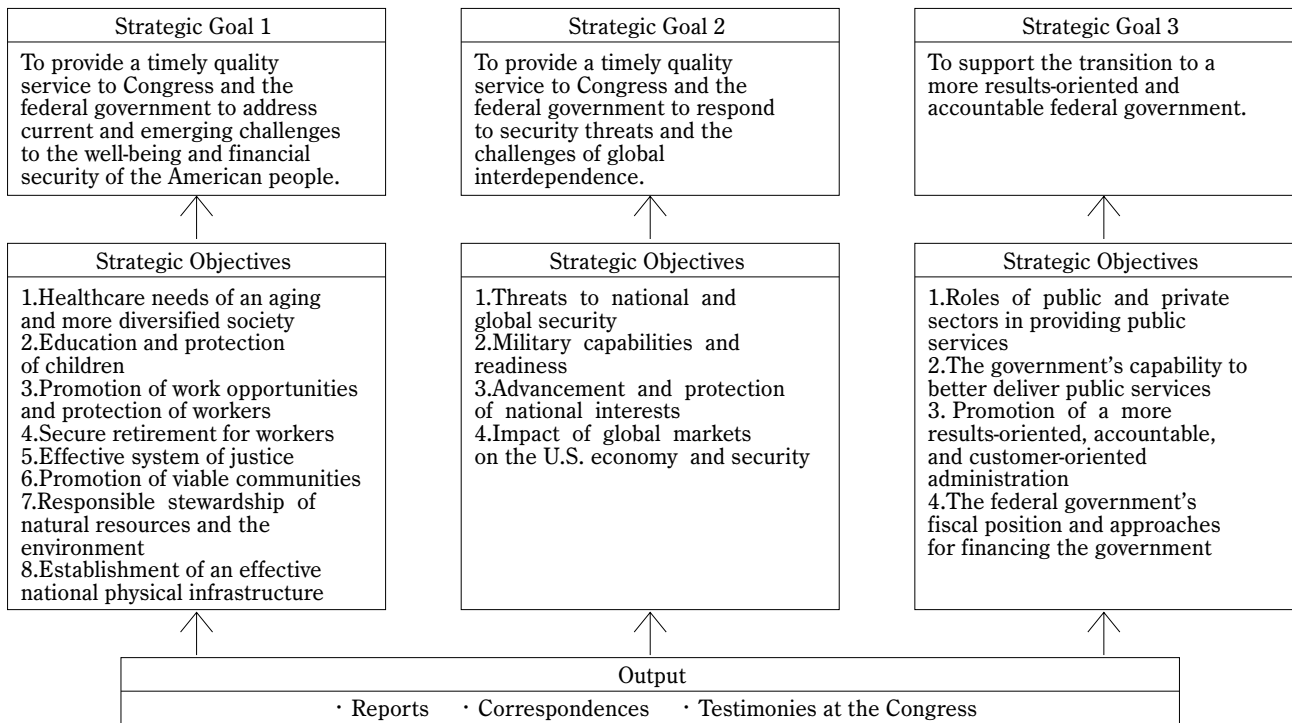 Strategic Goal 1
To provide a timely quality
service to Congress and the
federal government to address
current and emerging challenges
to the well-being and financial
security of the American people.
Strategic Goal 2
To provide a timely quality
service to Congress and the
federal government to respond
to security threats and the
challenges of global
interdependence.
Strategic Goal 3
To support the transition to a
more results-oriented and
accountable federal government.
Strategic Objectives
1.Healthcare needs of an aging
and more diversified society
2.Education and protection
of children
3.Promotion of work opportunities
and protection of workers
4.Secure retirement for workers
5.Effective system of justice
6.Promotion of viable communities
7.Responsible stewardship of
natural resources and the
environment
8.Establishment of an effective
national physical infrastructure
Strategic Objectives
1.Threats to national and
global security
2.Military capabilities and
readiness
3.Advancement and protection
of national interests
4.Impact of global markets
on the U.S. economy and security
Strategic Objectives
1.Roles of public and private
sectors in providing public
services
2.The government's capability to
better deliver public services
3. Promotion of a more
results-oriented, accountable,
and customer-oriented
administration
4.The federal government's
fiscal position and approaches
for financing the government
Output
・Reports ・Correspondences ・Testimonies at the Congress